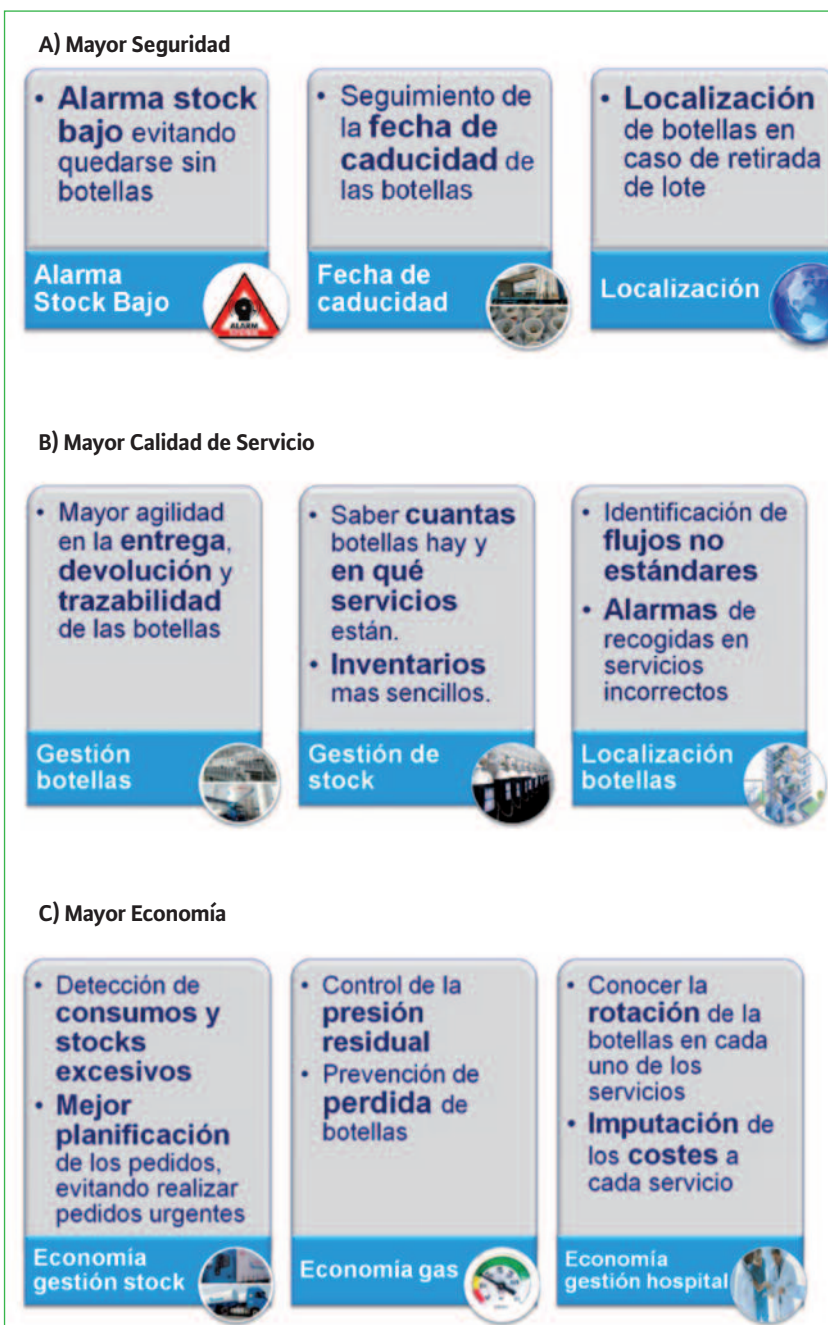 A) Mayor Seguridad
• Alarma stock
bajo evitando
quedarse sin
botellas
Alarma
Stock Bajo
ALARM
• Seguimiento de
la fecha de
caducidad de
las botellas
Fecha de
caducidad
• Localización
de botellas en
caso de retirada
de lote
Localización
B) Mayor Calidad de Servicio
• Mayor agilidad
en la entrega,
devolución y
trazabilidad
de las botellas
Gestión
botellas
• Saber cuantas
botellas hay y
en qué
servicios
están.
• Inventarios
mas sencillos.
Gestión de
stock
• Identificación de
flujos no
estándares
• Alarmas de
recogidas en
servicios
incorrectos
Localización
botellas
C) Mayor Economía
• Detección de
consumos y
stocks
excesivos
• Mejor
planificación
de los pedidos,
evitando realizar
pedidos urgentes
Economía
gestión stock
• Control de la
presión
residual
• Prevención de
perdida de
botellas
Economía gas
• Conocer la
rotación de la
botellas en cada
uno de los
servicios
• Imputación de
los costes a
cada servicio
Economía
gestión hospital